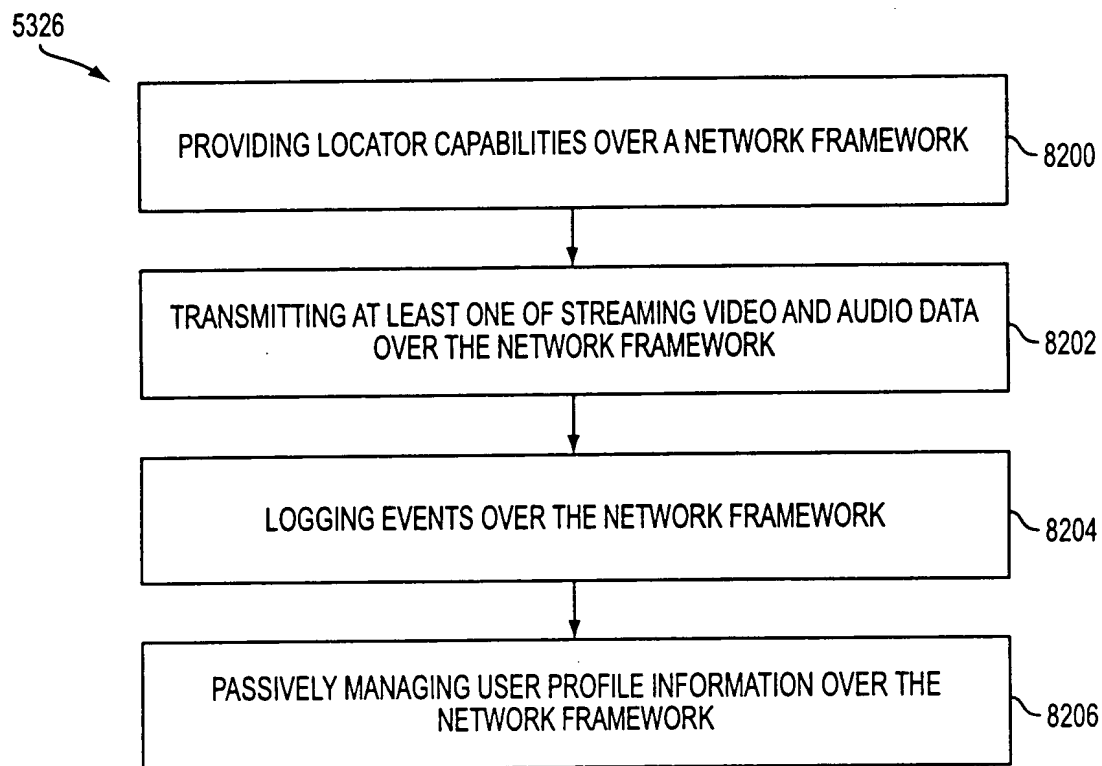 5326
PROVIDING LOCATOR CAPABILITIES OVER A NETWORK FRAMEWORK
8200
TRANSMITTING AT LEAST ONE OF STREAMING VIDEO AND AUDIO DATA
OVER THE NETWORK FRAMEWORK
8202
LOGGING EVENTS OVER THE NETWORK FRAMEWORK
8204
PASSIVELY MANAGING USER PROFILE INFORMATION OVER THE
NETWORK FRAMEWORK
8206